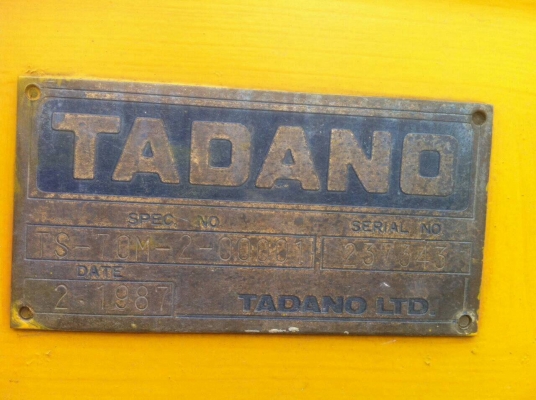 TADANO
SPEC. NO. SERIAL NO.
DATE
2.1987 TADANO LTD.